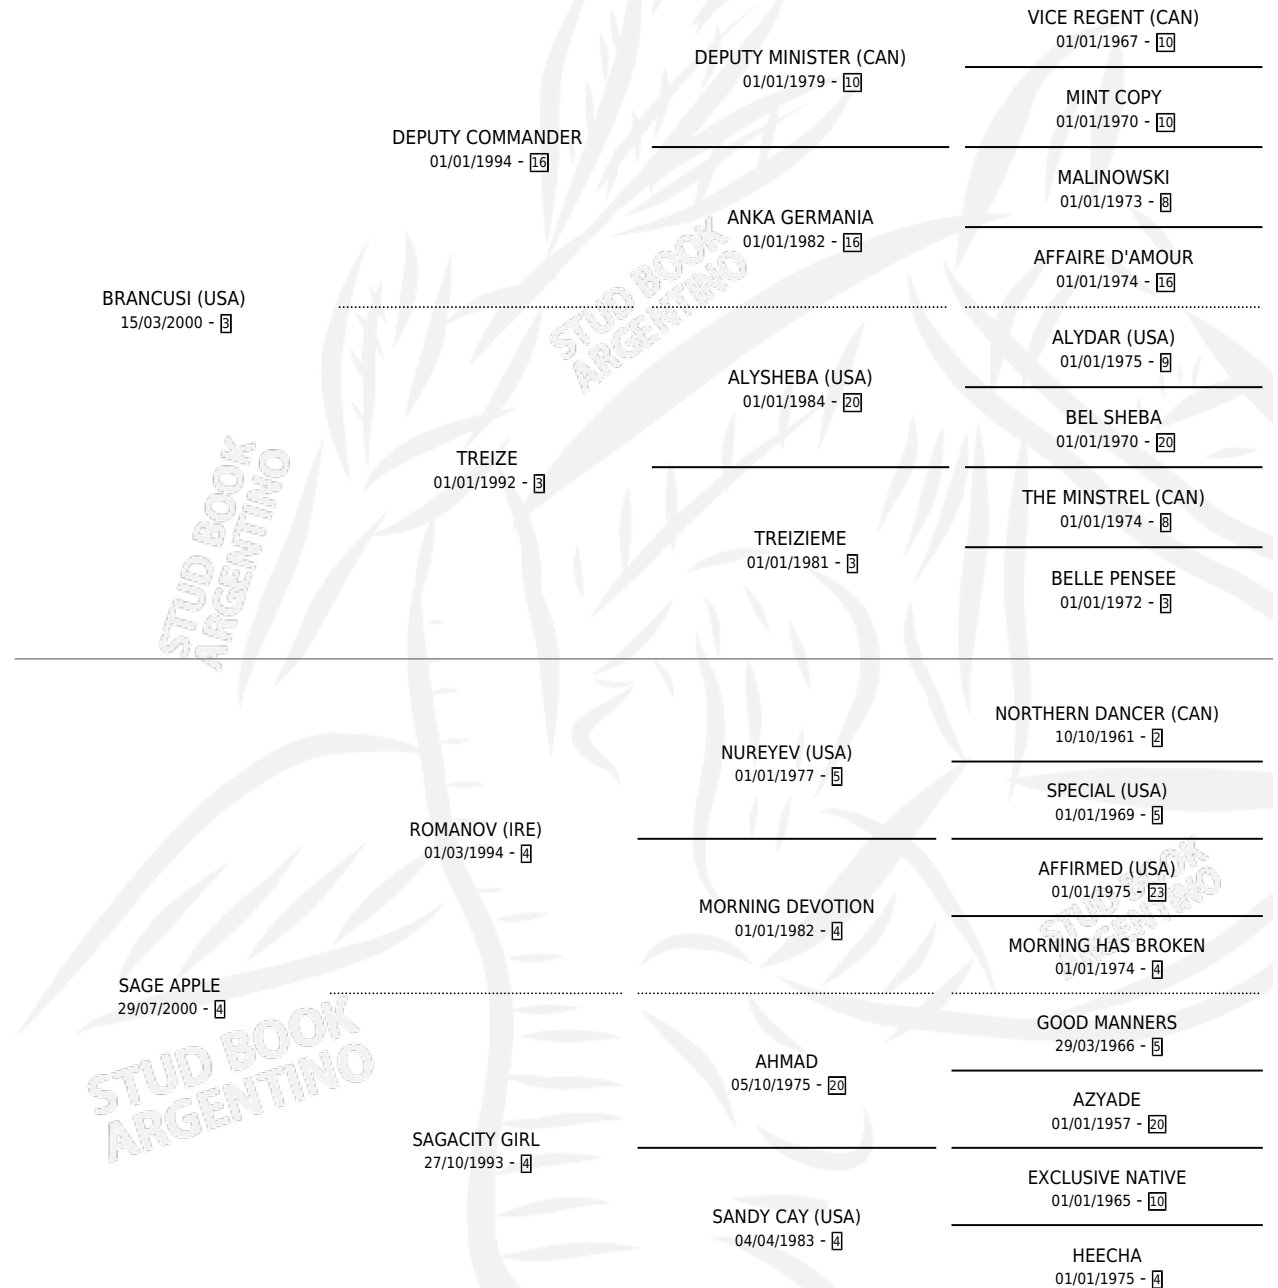 VICE REGENT (CAN)
01/01/1967 - 10
DEPUTY MINISTER (CAN)
01/01/1979 - 10
MINT COPY
01/01/1970 - 10
DEPUTY COMMANDER
01/01/1994 - 16
MALINOWSKI
01/01/1973 - 8
ANKA GERMANIA
01/01/1982 - 16
AFFAIRE D'AMOUR
01/01/1974 - 16
BRANCUSI (USA)
15/03/2000 - 3
ALYDAR (USA)
01/01/1975 - 9
ALYSHEBA (USA)
01/01/1984 - 20
BEL SHEBA
01/01/1970 - 20
TREIZE
01/01/1992 - 3
THE MINSTREL (CAN)
01/01/1974 - 8
TREIZIEME
01/01/1981 - 3
BELLE PENSEE
01/01/1972 - 3
NORTHERN DANCER (CAN)
10/10/1961 - 2
NUREYEV (USA)
01/01/1977 - 5
SPECIAL (USA)
01/01/1969 - 5
ROMANOV (IRE)
01/03/1994 - 4
AFFIRMED (USA)
01/01/1975 - 23
MORNING DEVOTION
01/01/1982 - 4
MORNING HAS BROKEN
01/01/1974 - 4
SAGE APPLE
29/07/2000 - 4
GOOD MANNERS
29/03/1966 - 5
AHMAD
05/10/1975 - 20
AZYADE
01/01/1957 - 20
SAGACITY GIRL
27/10/1993 - 4
EXCLUSIVE NATIVE
01/01/1965 - 10
SANDY CAY (USA)
04/04/1983 - 4
HEECHA
01/01/1975 - 4
STUD BOOK
ARGENTINO
STUD BOOK
ARGENTINO
STUD BOOK
ARGENTINO
STUD BOOK
ARGENTINO